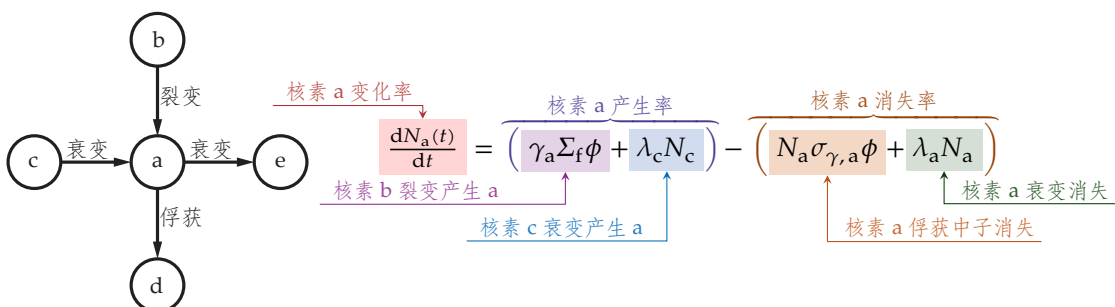 b
裂变
c
衰变
a
衰变
e
俘获
d
核素 a 变化率
核素 a 产生率
核素 a 消失率
dNa(t)/dt = (γaΣfϕ + λcNc) − (Naσγ,aϕ + λaNa)
核素 b 裂变产生 a
核素 a 衰变消失
核素 c 衰变产生 a
核素 a 俘获中子消失